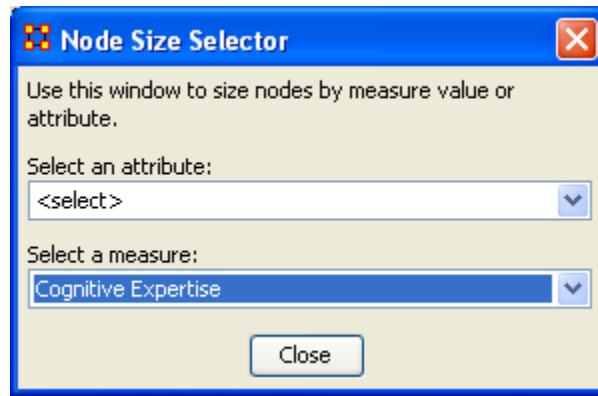 Node Size Selector
Use this window to size nodes by measure value or
attribute.
Select an attribute:
<select>
Select a measure:
Cognitive Expertise
Close